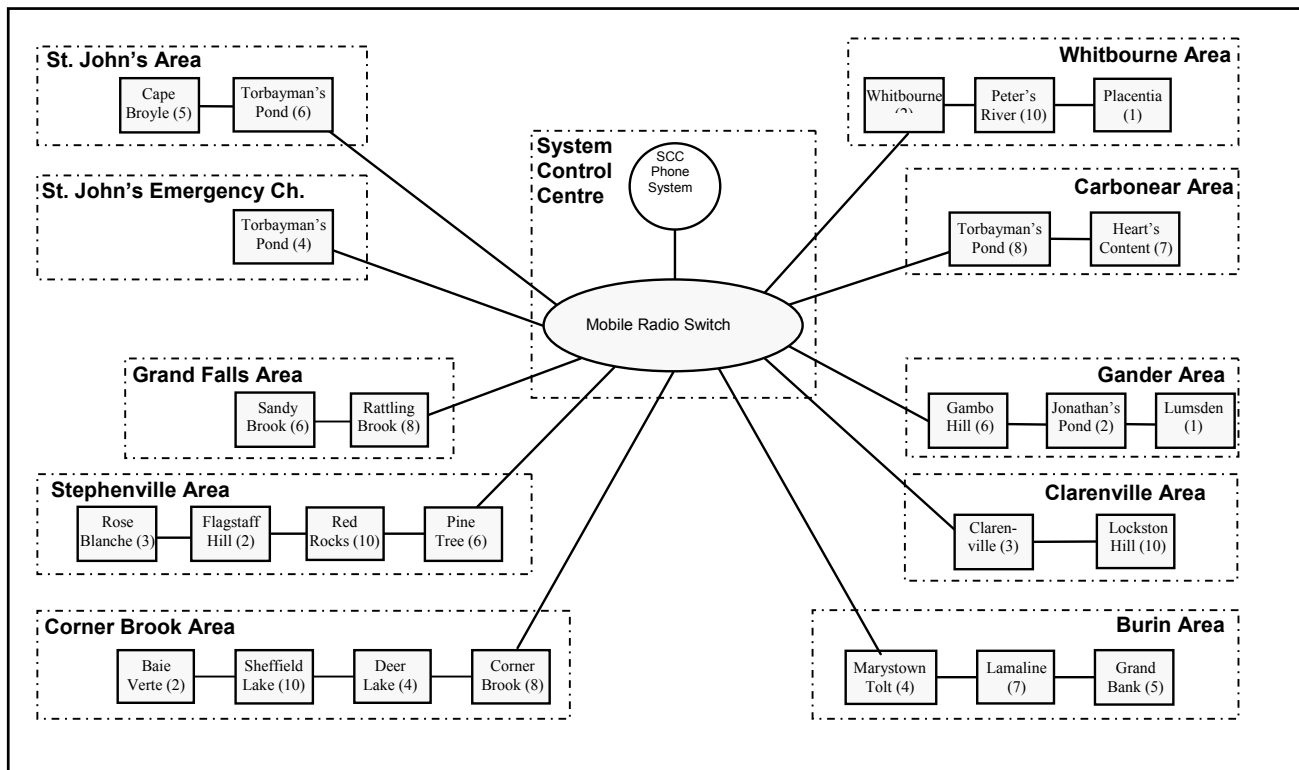 St. John's Area
Cape
Broyle (5)
Torbayman's
Pond (6)
St. John's Emergency Ch.
Torbayman's
Pond (4)
System
Control
Centre
SCC
Phone
System
Mobile Radio Switch
Whitbourne Area
Whitbourne
Peter's
River (10)
Placentia
(1)
Carbonear Area
Torbayman's
Pond (8)
Heart's
Content (7)
Grand Falls Area
Sandy
Brook (6)
Rattling
Brook (8)
Gander Area
Gambo
Hill (6)
Jonathan's
Pond (2)
Lumsden
(1)
Stephenville Area
Rose
Blanche (3)
Flagstaff
Hill (2)
Red
Rocks (10)
Pine
Tree (6)
Clarenville Area
Claren-
ville (3)
Lockston
Hill (10)
Corner Brook Area
Baie
Verte (2)
Sheffield
Lake (10)
Deer
Lake (4)
Corner
Brook (8)
Burin Area
Marystown
Tolt (4)
Lamaline
(7)
Grand
Bank (5)